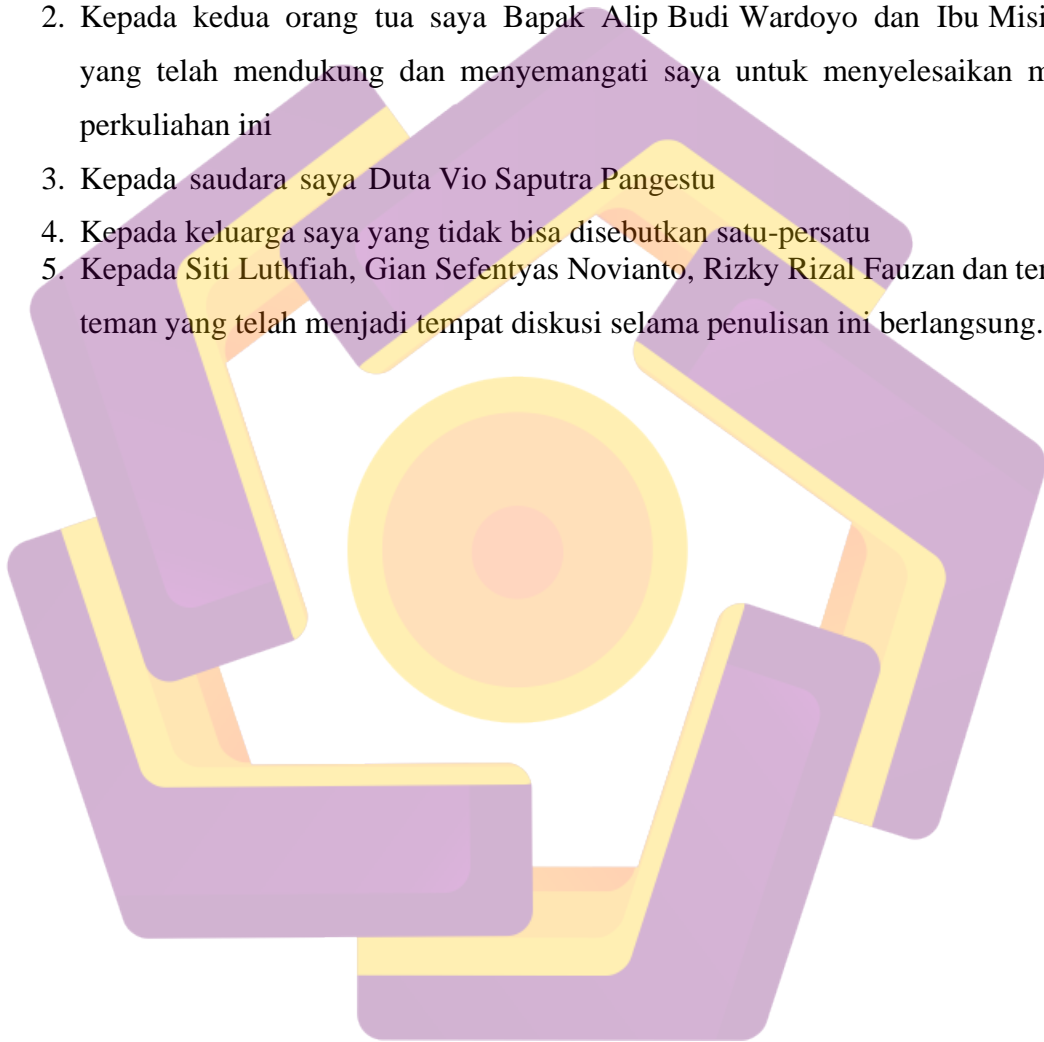 2. Kepada kedua orang tua saya Bapak Alip Budi Wardoyo dan Ibu Misi
yang telah mendukung dan menyemangati saya untuk menyelesaikan m
perkuliahan ini
3. Kepada saudara saya Duta Vio Saputra Pangestu
4. Kepada keluarga saya yang tidak bisa disebutkan satu-persatu
5. Kepada Siti Luthfiah, Gian Sefentyas Novianto, Rizky Rizal Fauzan dan ter
teman yang telah menjadi tempat diskusi selama penulisan ini berlangsung.